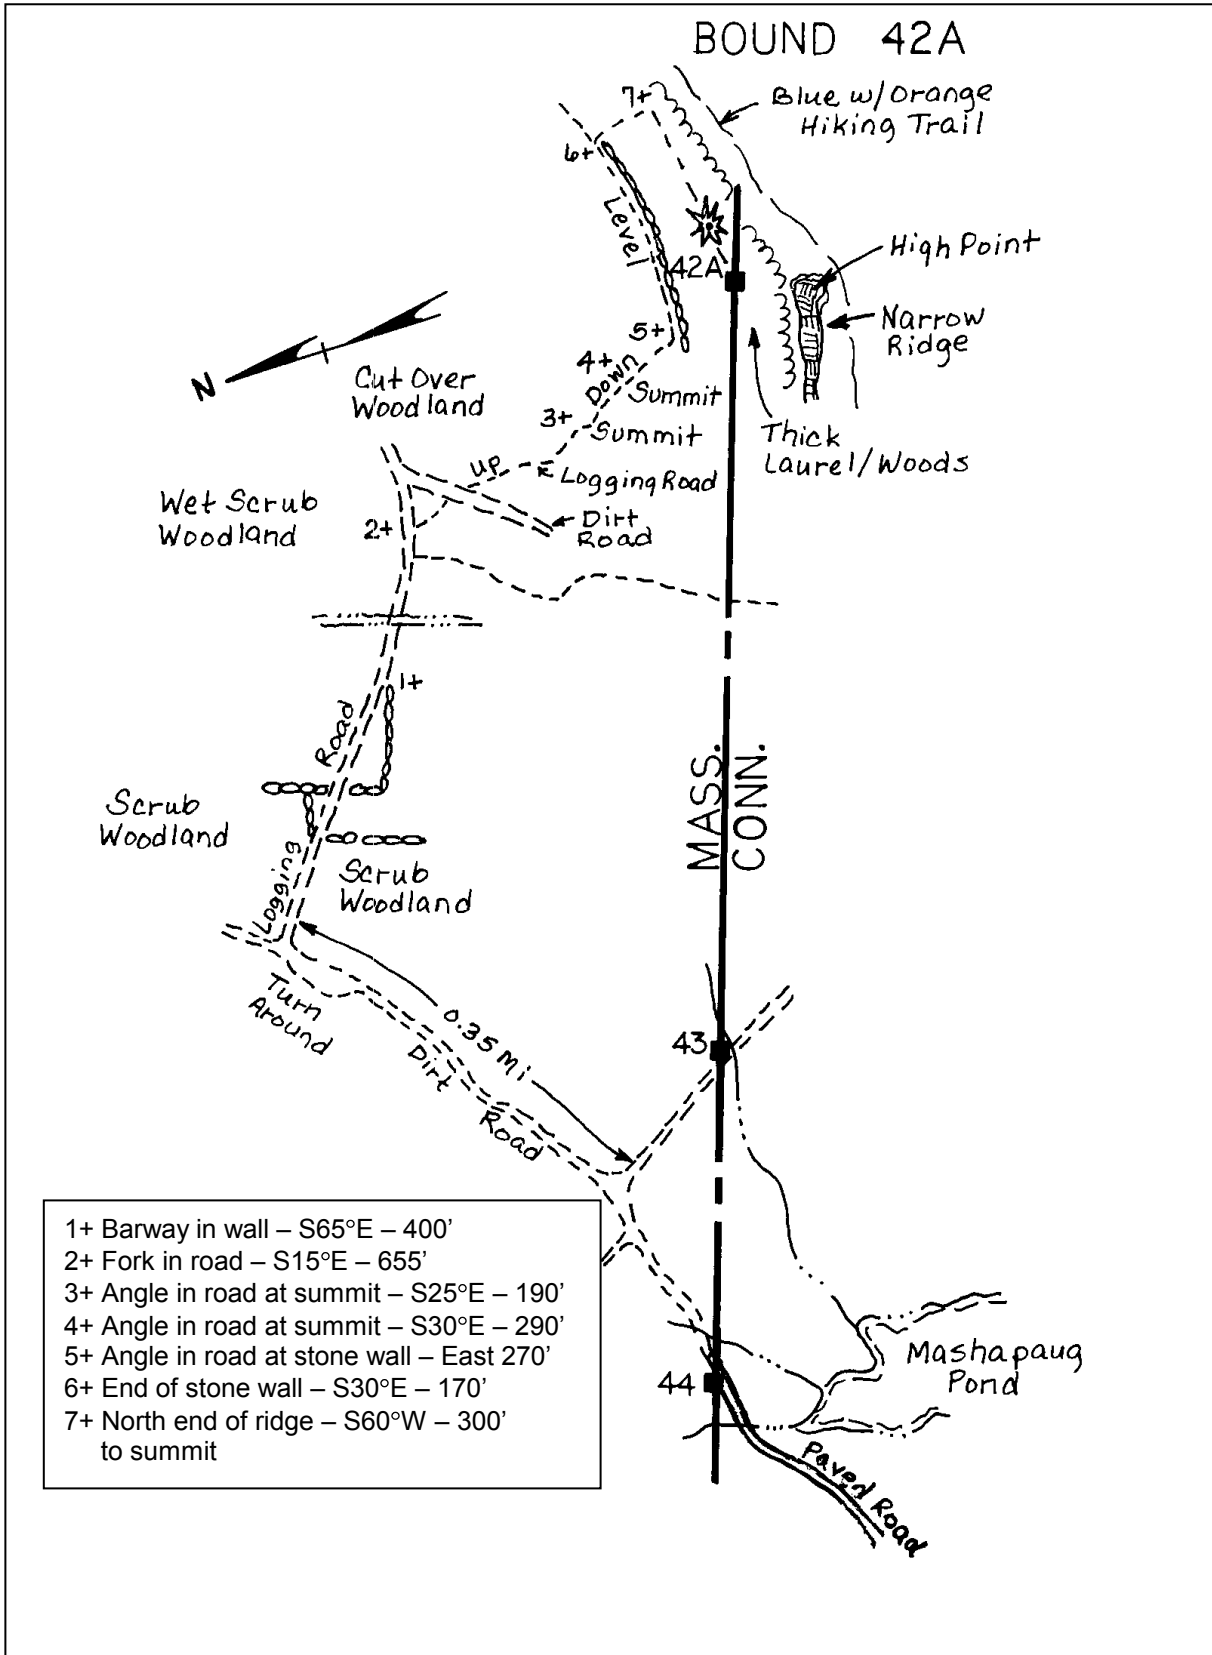 BOUND 42A
Blue w/Orange
Hiking Trail
7+
6+
Level
High Point
42A
Narrow
Ridge
5+
4+
Down
Summit
3+
Summit
N
Cut Over
Woodland
Thick
Laurel/Woods
UP
Logging Road
Wet Scrub
Woodland
2+
Dirt
Road
1+
Logging Road
MASS.
CONN.
Scrub
Woodland
Scrub
Woodland
Turn
Around
0.35 Mi
Dirt Road
43
1+ Barway in wall – S65°E – 400’
2+ Fork in road – S15°E – 655’
3+ Angle in road at summit – S25°E – 190’
4+ Angle in road at summit – S30°E – 290’
5+ Angle in road at stone wall – East 270’
6+ End of stone wall – S30°E – 170’
7+ North end of ridge – S60°W – 300’
to summit
Mashapaug
Pond
44
Paved Road